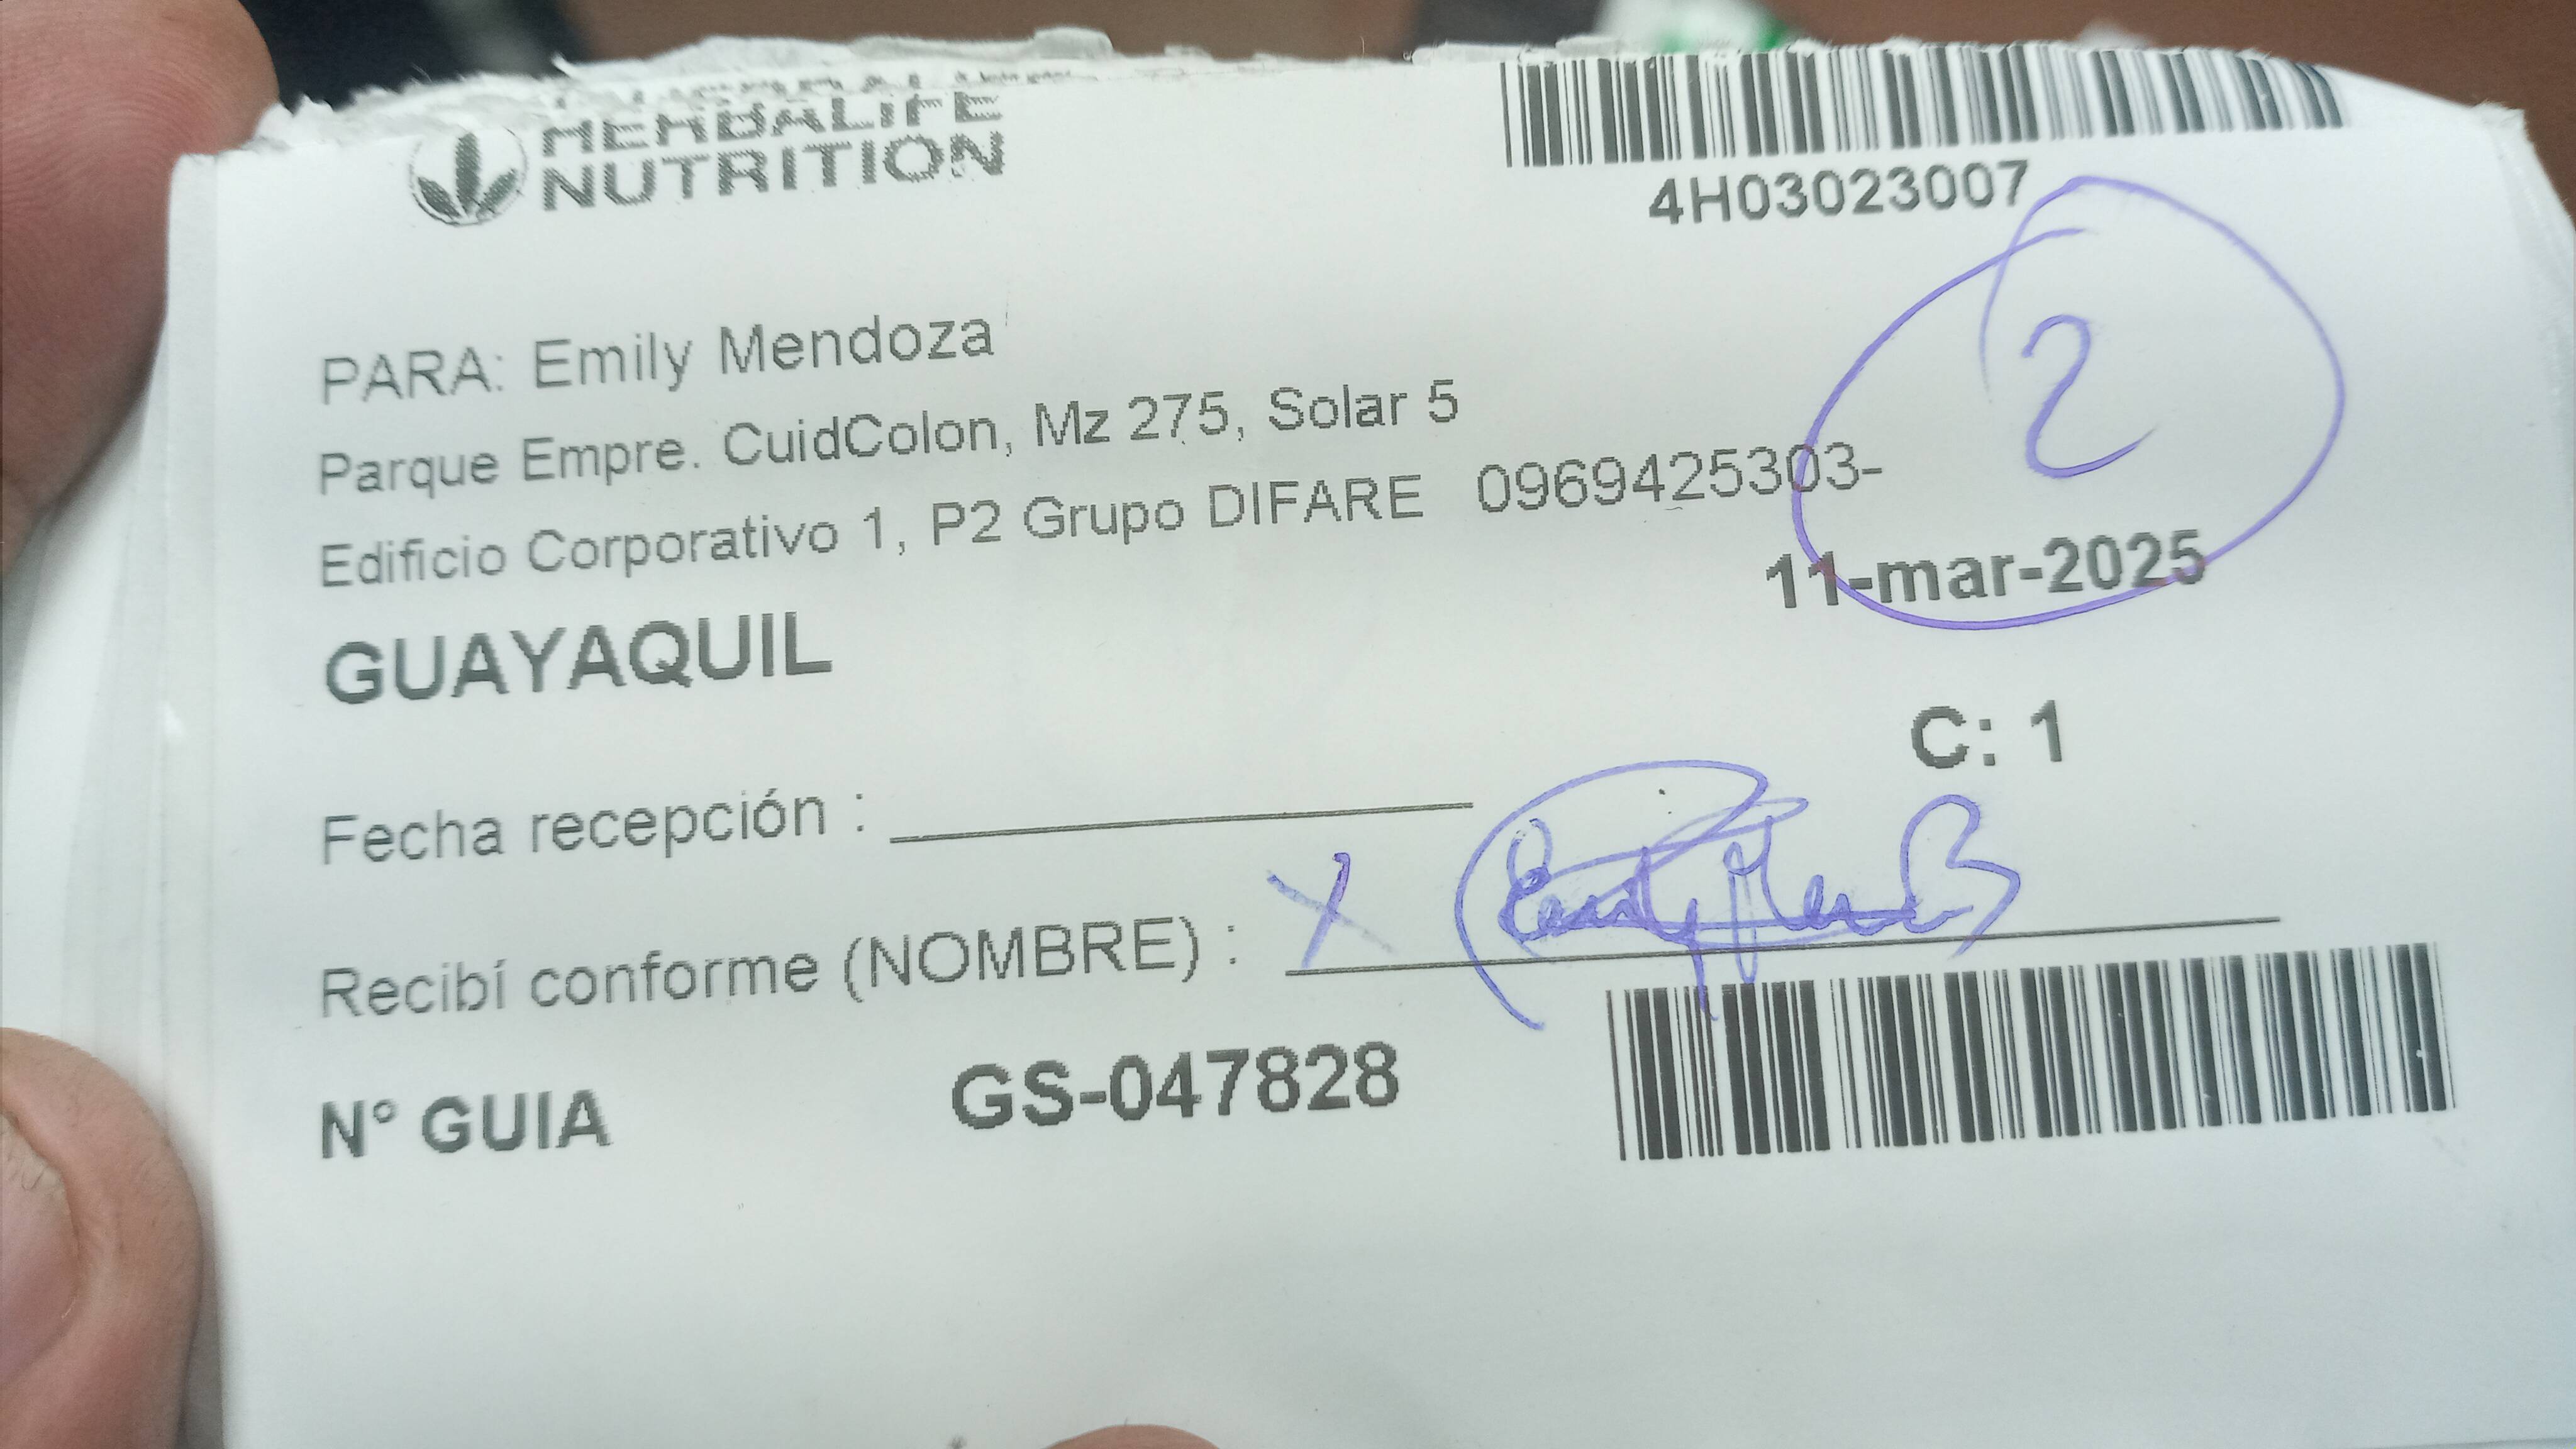 HERBALIFE
NUTRITION
4H03023007
PARA: Emily Mendoza
Parque Empre. CuidColon, Mz 275, Solar 5
Edificio Corporativo 1, P2 Grupo DIFARE 0969425303-
2
11-mar-2025
GUAYAQUIL
C: 1
Fecha recepción :
Recibí conforme (NOMBRE) : X
Nº GUIA GS-047828